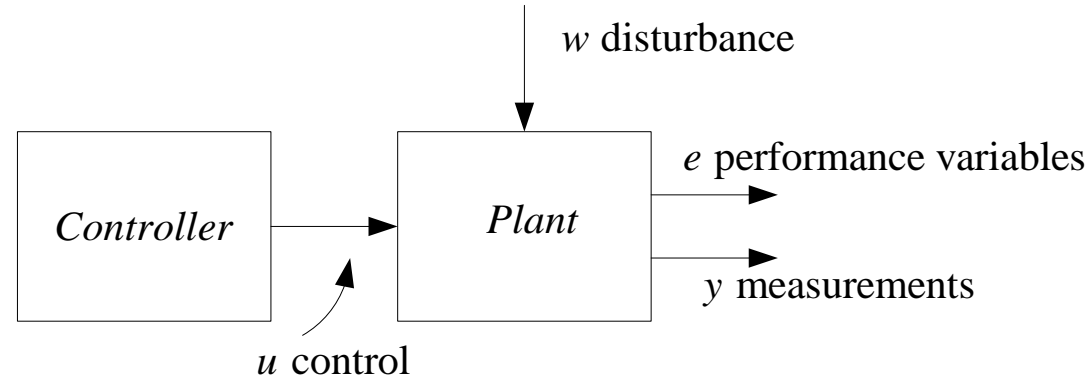 w disturbance
e performance variables
Controller
Plant
y measurements
u control